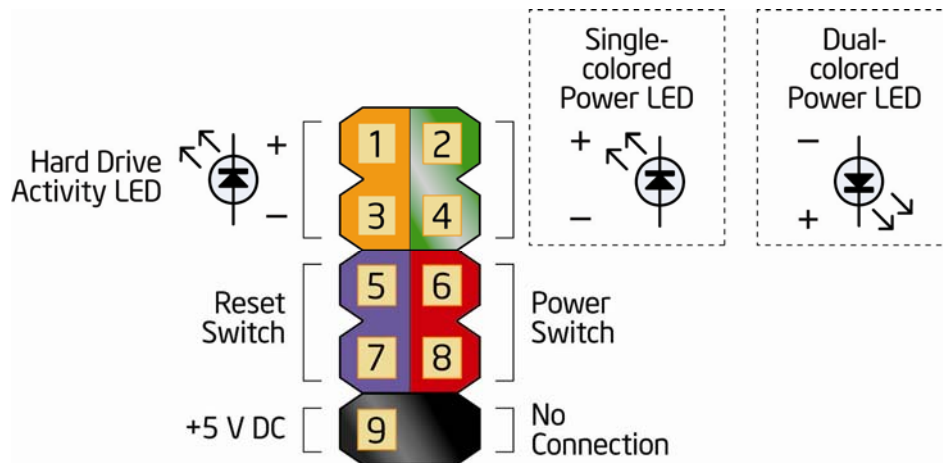 Single-
colored
Power LED
Dual-
colored
Power LED
Hard Drive
Activity LED
+
–
1
2
3
4
+
–
–
+
Reset
Switch
5
6
7
8
Power
Switch
+5 V DC
9
No
Connection